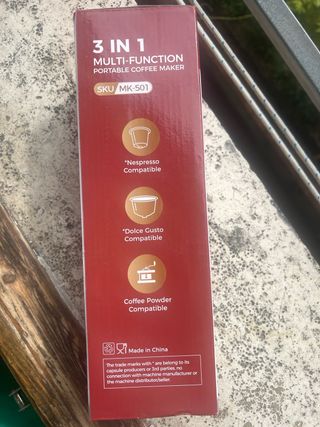 3 IN 1
MULTI-FUNCTION
PORTABLE COFFEE MAKER
SKU MK-501
*Nespresso
Compatible
*Dolce Gusto
Compatible
Coffee Powder
Compatible
Made in China
The trade marks with * are belong to its
capsule producers or 3rd parties, no
connection with machine manufacturer or
the machine distributor/seller.